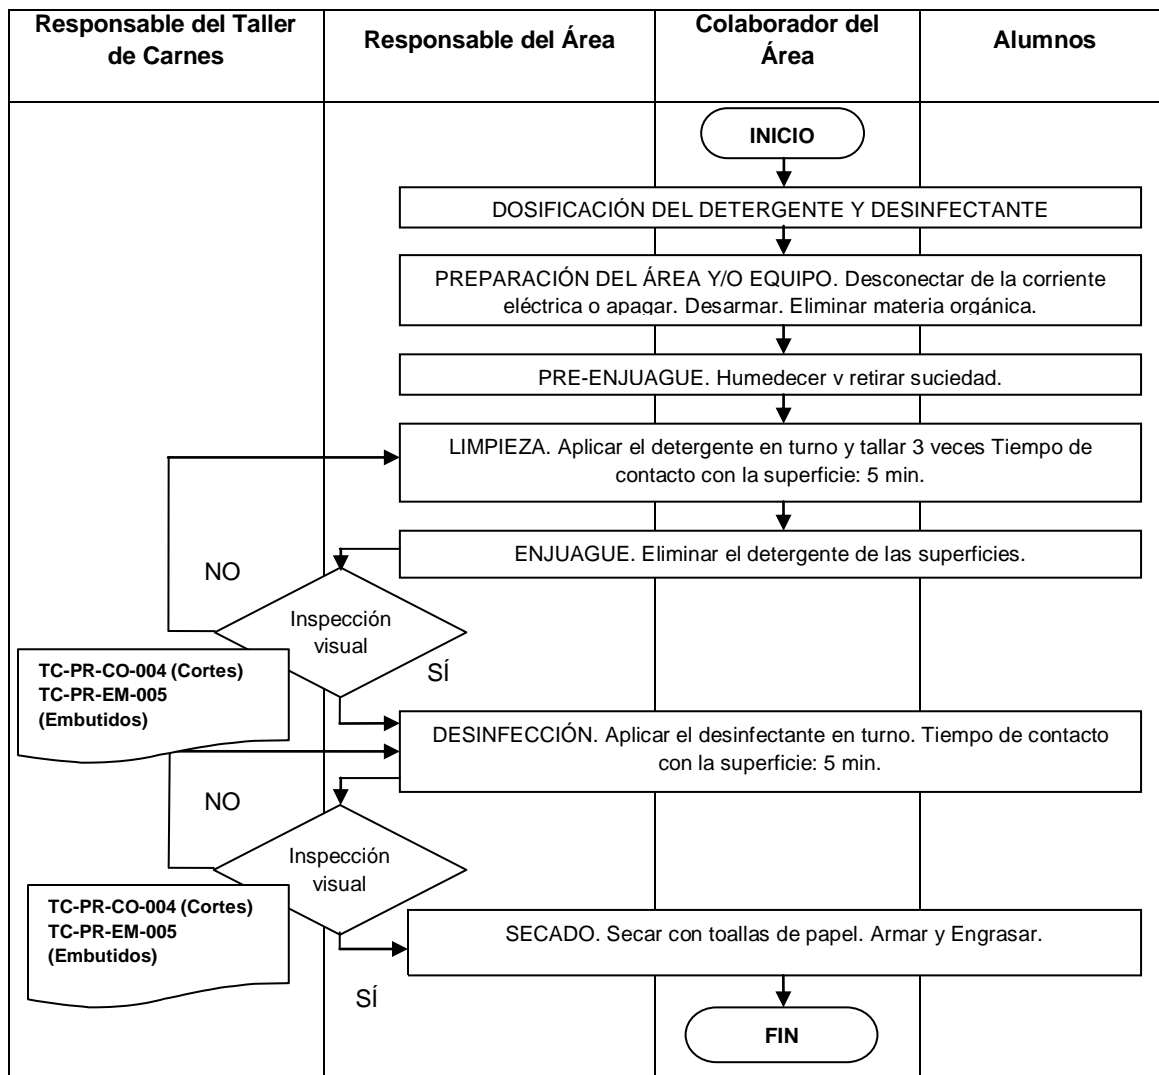 Responsable del Taller
de Carnes
Responsable del Área
Colaborador del
Área
Alumnos
INICIO
DOSIFICACIÓN DEL DETERGENTE Y DESINFECTANTE
PREPARACIÓN DEL ÁREA Y/O EQUIPO. Desconectar de la corriente
eléctrica o apagar. Desarmar. Eliminar materia orgánica.
PRE-ENJUAGUE. Humedecer v retirar suciedad.
LIMPIEZA. Aplicar el detergente en turno y tallar 3 veces Tiempo de
contacto con la superficie: 5 min.
ENJUAGUE. Eliminar el detergente de las superficies.
NO
Inspección
visual
SÍ
TC-PR-CO-004 (Cortes)
TC-PR-EM-005
(Embutidos)
DESINFECCIÓN. Aplicar el desinfectante en turno. Tiempo de contacto
con la superficie: 5 min.
NO
Inspección
visual
TC-PR-CO-004 (Cortes)
TC-PR-EM-005
(Embutidos)
SECADO. Secar con toallas de papel. Armar y Engrasar.
SÍ
FIN